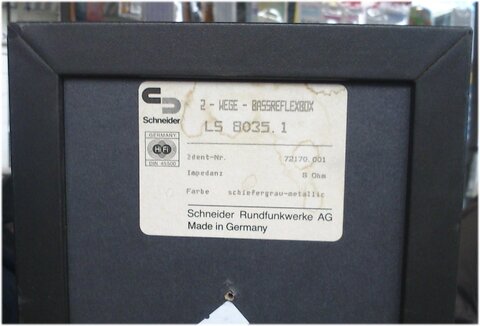 2 - WEGE - BASSREFLEXBOX
Schneider
LS 8035.1
GERMANY
HiFi
DIN 45500
Ident-Nr. 72170.001
Impedanz 8 Ohm
Farbe schiefergrau-metallic
Schneider Rundfunkwerke AG
Made in Germany